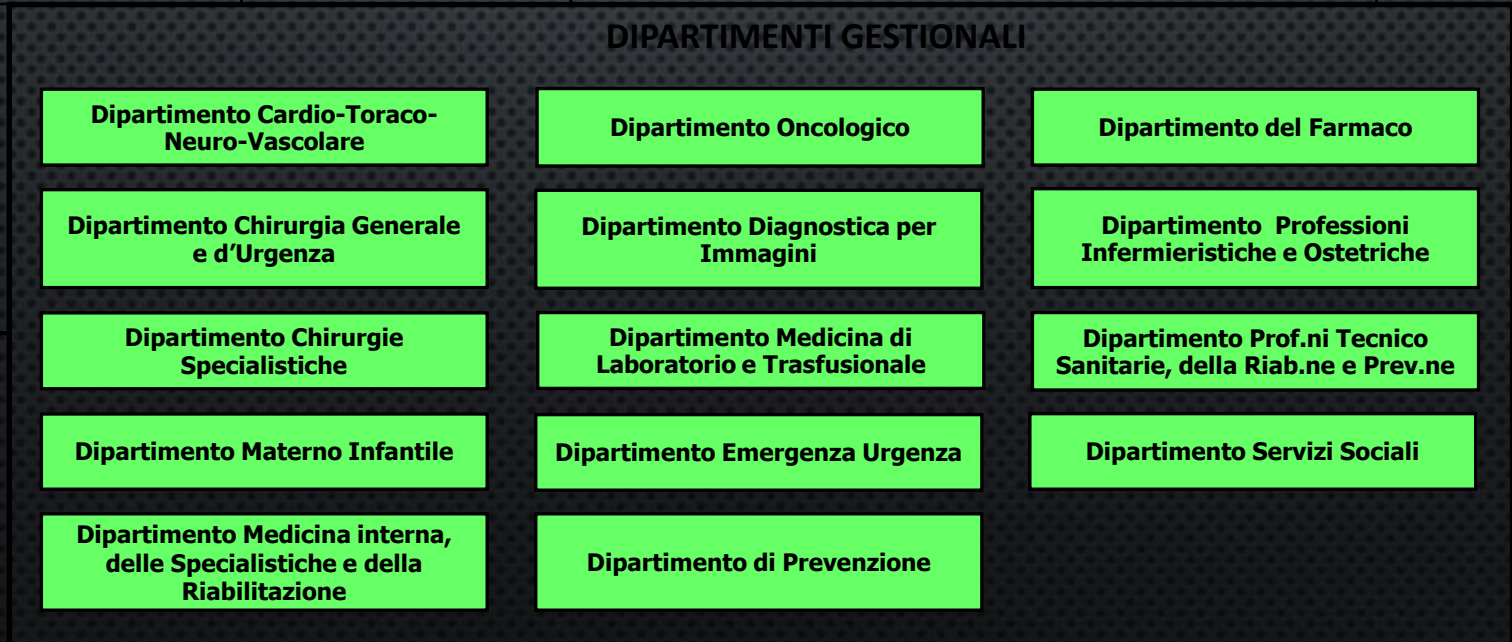 DIPARTIMENTI GESTIONALI
Dipartimento Cardio-Toraco-
Neuro-Vascolare
Dipartimento Oncologico
Dipartimento del Farmaco
Dipartimento Chirurgia Generale
e d’Urgenza
Dipartimento Diagnostica per
Immagini
Dipartimento Professioni
Infermieristiche e Ostetriche
Dipartimento Chirurgie
Specialistiche
Dipartimento Medicina di
Laboratorio e Trasfusionale
Dipartimento Prof.ni Tecnico
Sanitarie, della Riab.ne e Prev.ne
Dipartimento Materno Infantile
Dipartimento Emergenza Urgenza
Dipartimento Servizi Sociali
Dipartimento Medicina interna,
delle Specialistiche e della
Riabilitazione
Dipartimento di Prevenzione